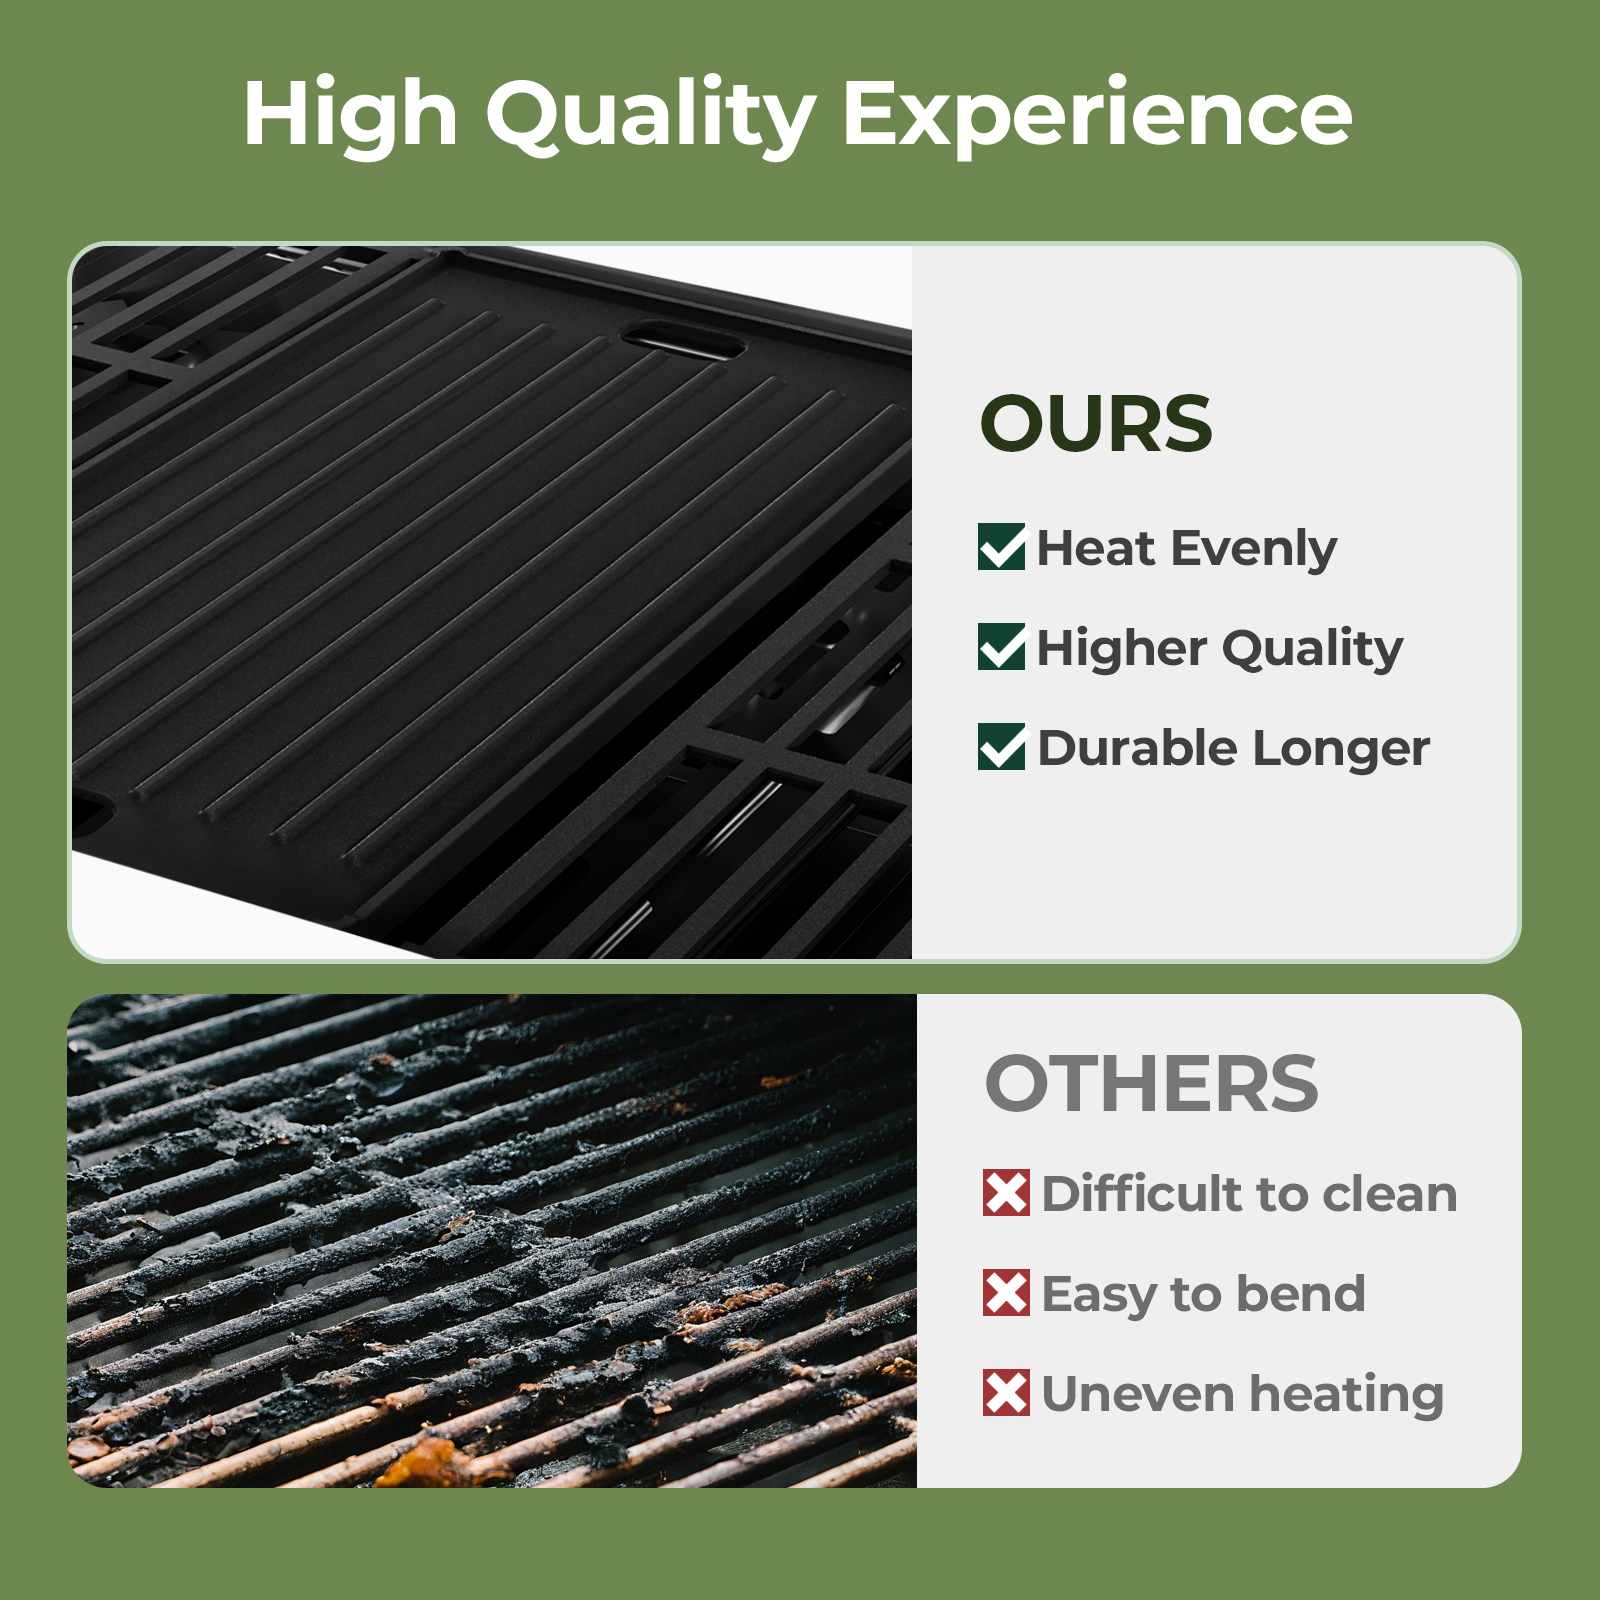 High Quality Experience
OURS
Heat Evenly
Higher Quality
Durable Longer
OTHERS
Difficult to clean
Easy to bend
Uneven heating